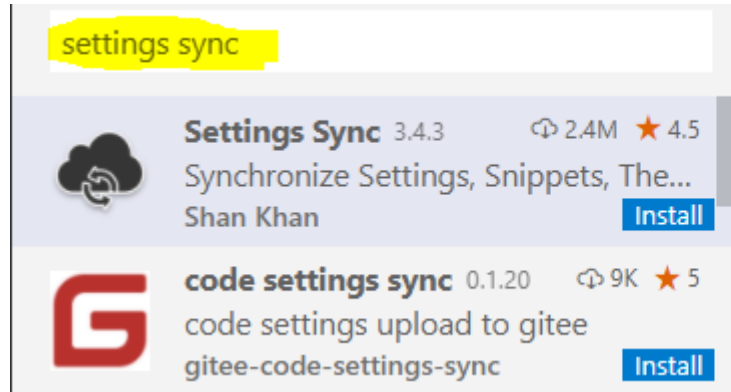 settings sync
Settings Sync 3.4.3 2.4M ★ 4.5
Synchronize Settings, Snippets, The...
Shan Khan Install
code settings sync 0.1.20 9K ★ 5
code settings upload to gitee
gitee-code-settings-sync Install